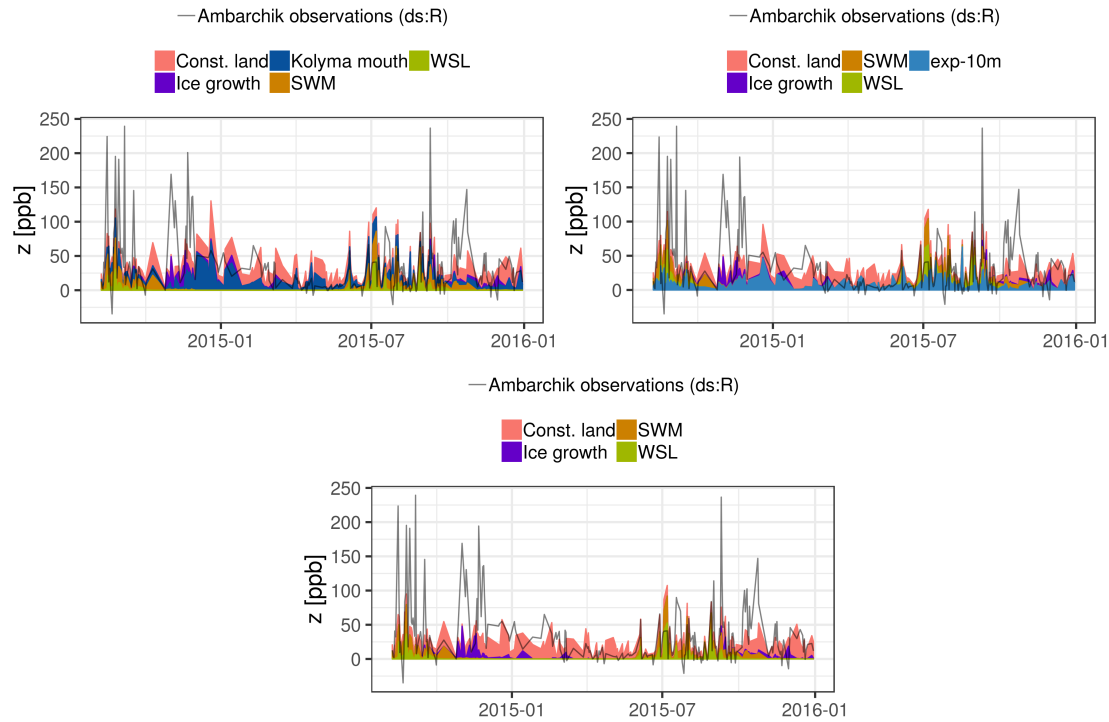 Ambarchik observations (ds:R)
Const. land Kolyma mouth WSL
Ice growth SWM
z [ppb]
250
200
150
100
50
0
2015-01 2015-07 2016-01
Ambarchik observations (ds:R)
Const. land SWM exp-10m
Ice growth WSL
z [ppb]
250
200
150
100
50
0
2015-01 2015-07 2016-01
Ambarchik observations (ds:R)
Const. land SWM
Ice growth WSL
z [ppb]
250
200
150
100
50
0
2015-01 2015-07 2016-01